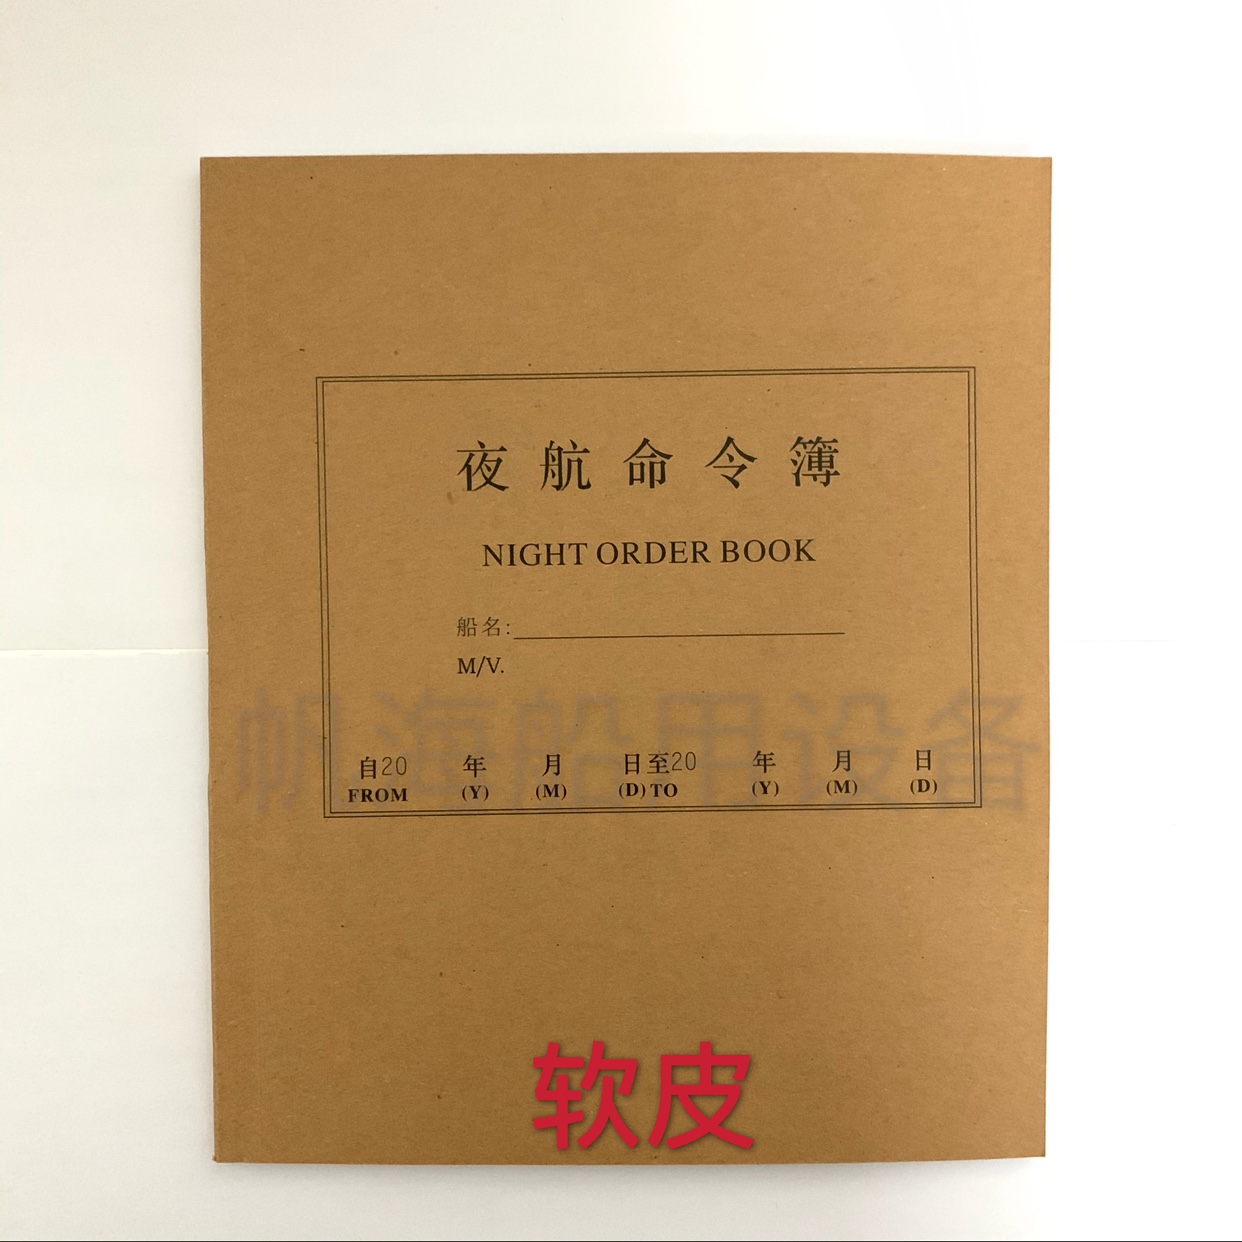 夜航命令簿
NIGHT ORDER BOOK
船名:
M/V.
帆海船用设备
自20 年 月 日至20 年 月 日
FROM (Y) (M) (D) TO (Y) (M) (D)
软皮